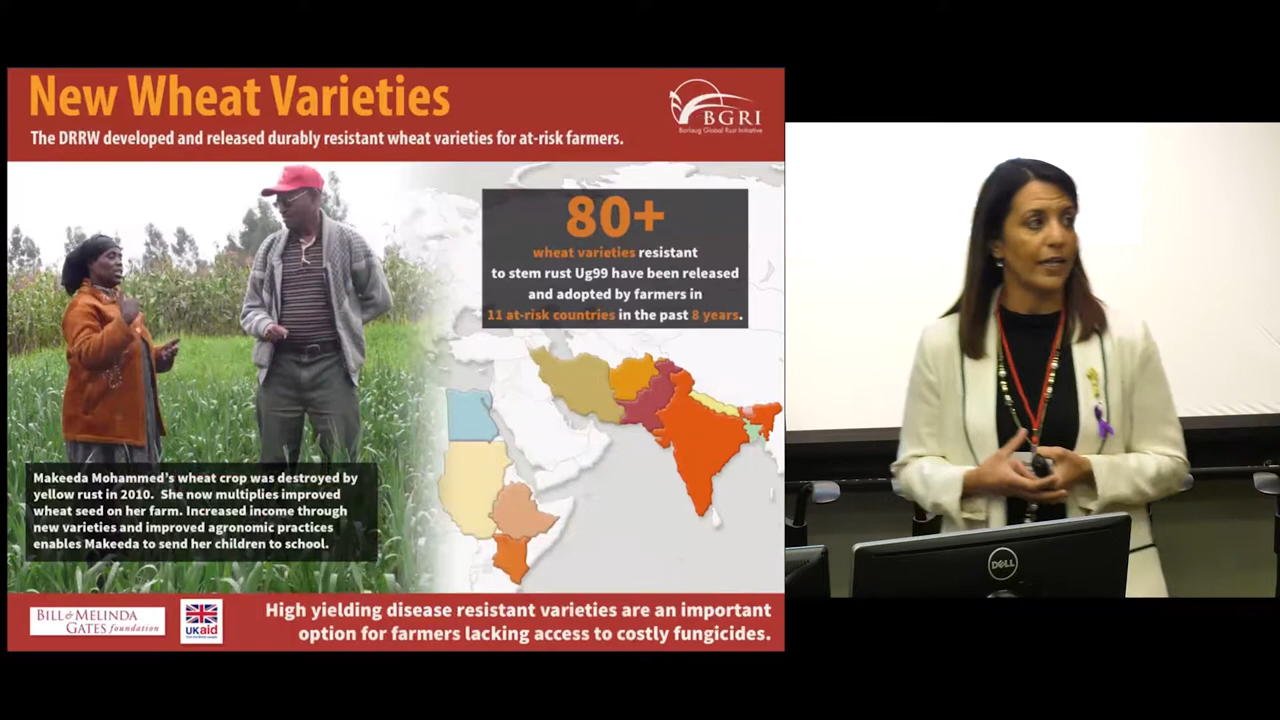 New Wheat Varieties
The DRRW developed and released durably resistant wheat varieties for at-risk farmers.
BGRI
Borlaug Global Rust Initiative
80+
wheat varieties resistant
to stem rust Ug99 have been released
and adopted by farmers in
11 at-risk countries in the past 8 years.
Makeeda Mohammed's wheat crop was destroyed by
yellow rust in 2010. She now multiplies improved
wheat seed on her farm. Increased income through
new varieties and improved agronomic practices
enables Makeeda to send her children to school.
BILL & MELINDA
GATES foundation
UKaid
High yielding disease resistant varieties are an important
option for farmers lacking access to costly fungicides.
DELL